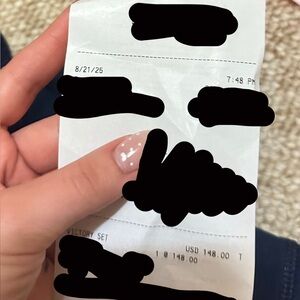 8/21/25 7:48 PM
VICTORY SET
USD 148.00 T
1 @ 148.00